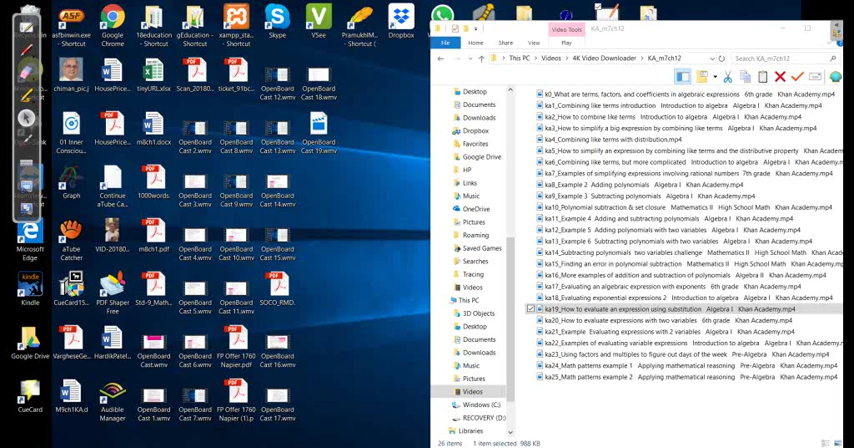 asfbinwin.exe - Shortcut
Google Chrome
18education - Shortcut
gEducation - Shortcut
xampp_start - Shortcut
Skype
VSee
PramukhIM... - Shortcut (
Dropbox
chiman_pic.j
HousePric...
tinyURL.xlsx
Scan_20180...
ticket_91bc...
OpenBoard Cast 12.wmv
OpenBoard Cast 18.wmv
01 Inner Consciou...
HousePrice...
m8ch1.docx
OpenBoard Cast 2.wmv
OpenBoard Cast 8.wmv
OpenBoard Cast 13.wmv
OpenBoard Cast 19.wmv
Graph
Continue aTube Ca...
1000words.
OpenBoard Cast 3.wmv
OpenBoard Cast 9.wmv
OpenBoard Cast 14.wmv
Microsoft Edge
aTube Catcher
VID-20180...
m8ch1.pdf
OpenBoard Cast 4.wmv
OpenBoard Cast 10.wmv
OpenBoard Cast 15.wmv
Kindle
CueCard15...
PDF Shaper Free
Std-9_Math...
OpenBoard Cast 5.wmv
OpenBoard Cast 11.wmv
SOCO_RMD.
Google Drive
VargheseGe...
HardikPatel...
OpenBoard Cast.wmv
OpenBoard Cast 6.wmv
FP Offer 1760 Napier.pdf
OpenBoard Cast 16.wmv
CueCard
M9ch1KA.d
Audible Manager
OpenBoard Cast 1.wmv
OpenBoard Cast 7.wmv
FP Offer 1760 Napier (1).p
OpenBoard Cast 17.wmv
Video Tools
KA_m7ch12
File Home Share View Play
This PC > Videos > 4K Video Downloader > KA_m7ch12
Search KA_m7ch12
Desktop
Documents
Downloads
Dropbox
Favorites
Google Drive
HP
Links
Music
OneDrive
Pictures
Roaming
Saved Games
Searches
Tracing
Videos
This PC
3D Objects
Desktop
Documents
Downloads
Music
Pictures
Videos
Windows (C:)
RECOVERY (D:)
Libraries
k0_What are terms, factors, and coefficients in algebraic expressions 6th grade Khan Academy.mp4
ka1_Combining like terms introduction Introduction to algebra Algebra I Khan Academy.mp4
ka2_How to combine like terms Introduction to algebra Khan Academy.mp4
ka3_How to simplify a big expression by combining like terms Khan Academy.mp4
ka4_Combining like terms with distribution.mp4
ka5_How to simplify an expression by combining like terms and the distributive property Khan Academ
ka6_Combining like terms, but more complicated Introduction to algebra Khan Academy.mp4
ka7_Examples of simplifying expressions involving rational numbers 7th grade Khan Academy.mp4
ka8_Example 2 Adding polynomials Algebra I Khan Academy.mp4
ka9_Example 3 Subtracting polynomials Algebra I Khan Academy.mp4
ka10_Polynomial subtraction & set closure Mathematics II High School Math Khan Academy.mp4
ka11_Example 4 Adding and subtracting polynomials Algebra I Khan Academy.mp4
ka12_Example 5 Adding polynomials with two variables Algebra I Khan Academy.mp4
ka13_Example 6 Subtracting polynomials with two variables Algebra I Khan Academy.mp4
ka14_Subtracting polynomials two variables challenge Mathematics II High School Math Khan Academ
ka15_Finding an error in polynomial subtraction Mathematics II High School Math Khan Academy.mp4
ka16_More examples of addition and subtraction of polynomials Algebra II Khan Academy.mp4
ka17_Evaluating an algebraic expression with exponents 6th grade Khan Academy.mp4
ka18_Evaluating exponential expressions 2 Introduction to algebra Khan Academy.mp4
ka19_How to evaluate an expression using substitution Algebra I Khan Academy.mp4
ka20_How to evaluate expressions with two variables 6th grade Khan Academy.mp4
ka21_Example Evaluating expressions with 2 variables Algebra I Khan Academy.mp4
ka22_Examples of evaluating variable expressions Introduction to algebra Khan Academy.mp4
ka23_Using factors and multiples to figure out days of the week Pre-Algebra Khan Academy.mp4
ka24_Math patterns example 1 Applying mathematical reasoning Pre-Algebra Khan Academy.mp4
ka25_Math patterns example 2 Applying mathematical reasoning Pre-Algebra Khan Academy.mp4
26 items 1 item selected 988 KB